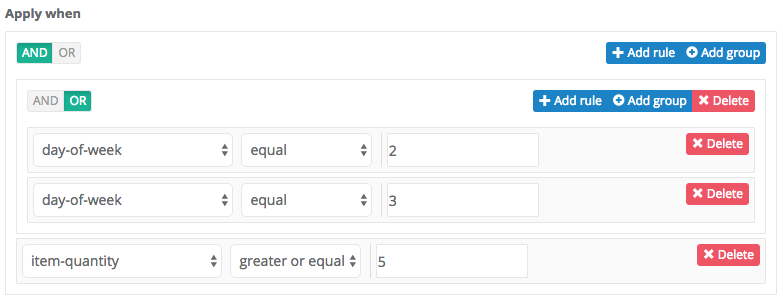 Apply when
AND OR Add rule Add group
AND OR Add rule Add group Delete
day-of-week equal 2 Delete
day-of-week equal 3 Delete
item-quantity greater or equal 5 Delete